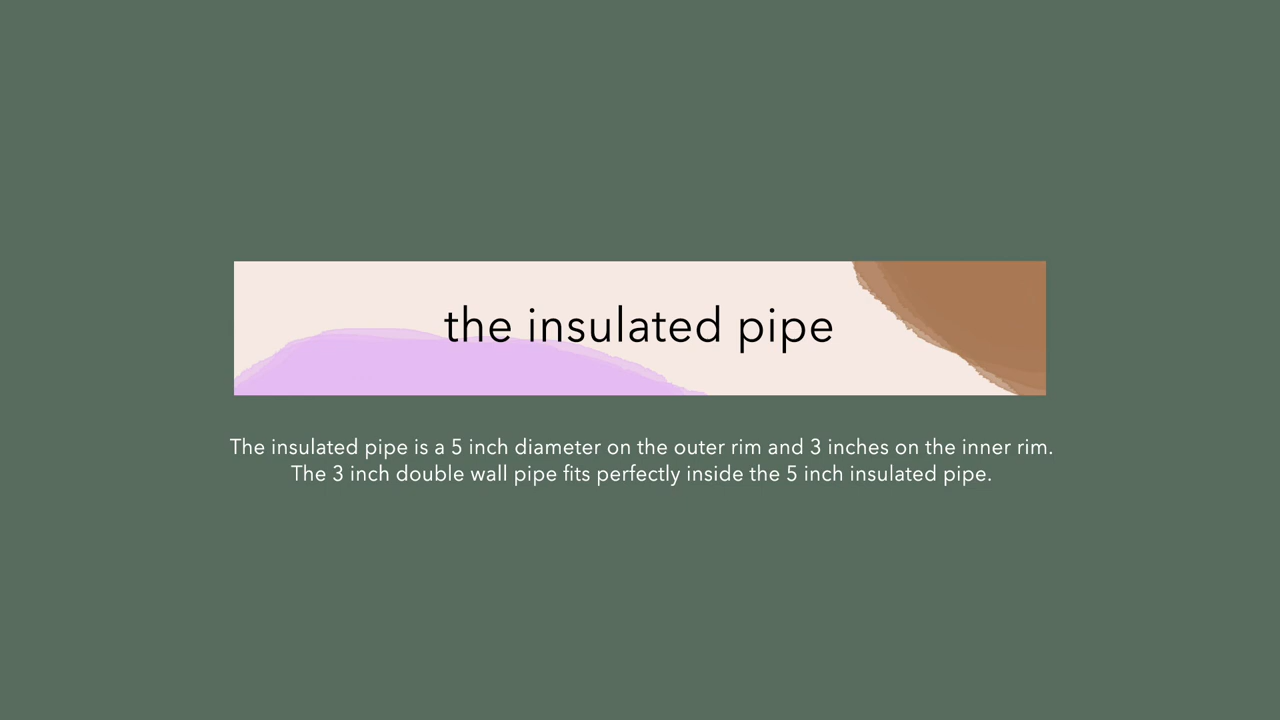 the insulated pipe
The insulated pipe is a 5 inch diameter on the outer rim and 3 inches on the inner rim.
The 3 inch double wall pipe fits perfectly inside the 5 inch insulated pipe.